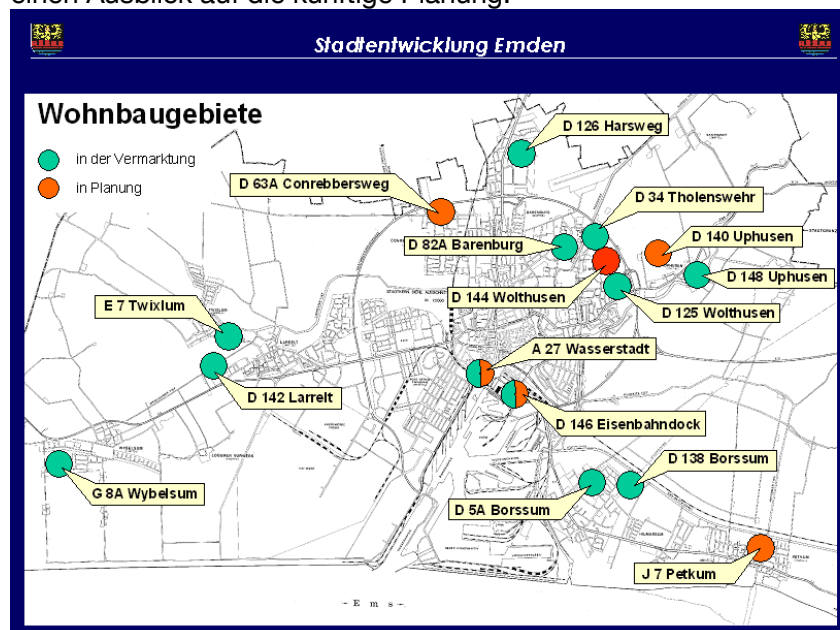 einen Ausblick auf die künftige Planung.
Stadtentwicklung Emden
Wohnbaugebiete
in der Vermarktung
in Planung
D 126 Harsweg
D 63A Conrebbersweg
D 34 Tholenswehr
D 82A Barenburg
D 140 Uphusen
D 148 Uphusen
D 144 Wolthusen
D 125 Wolthusen
E 7 Twixlum
A 27 Wasserstadt
D 142 Larrelt
D 146 Eisenbahndock
D 138 Borssum
G 8A Wybelsum
D 5A Borssum
J 7 Petkum
- E m s -